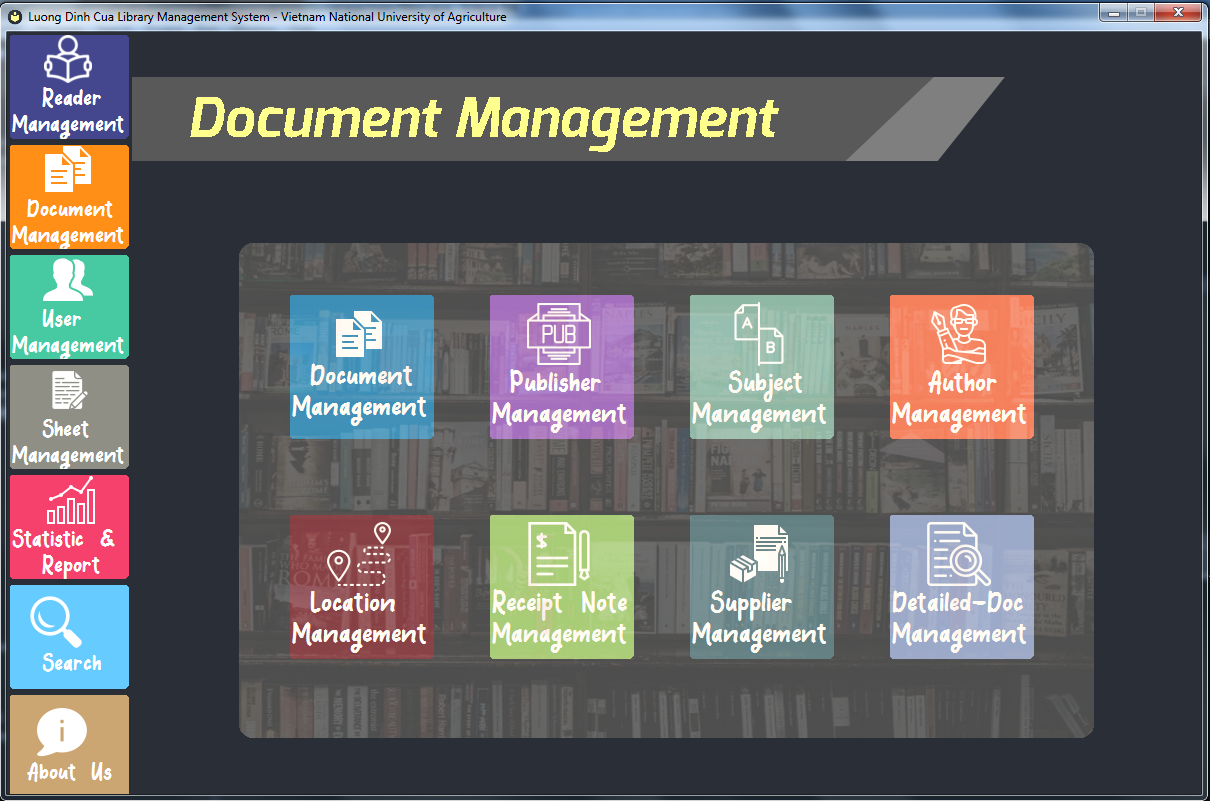 Luong Dinh Cua Library Management System - Vietnam National University of Agriculture
Reader
Management
Document
Management
User
Management
Sheet
Management
Statistic & 
Report
Search
i
About Us
Document Management
Document
Management
PUB
Publisher
Management
A
B
Subject
Management
Author
Management
Location
Management
$
Receipt Note
Management
Supplier
Management
Detailed-Doc
Management